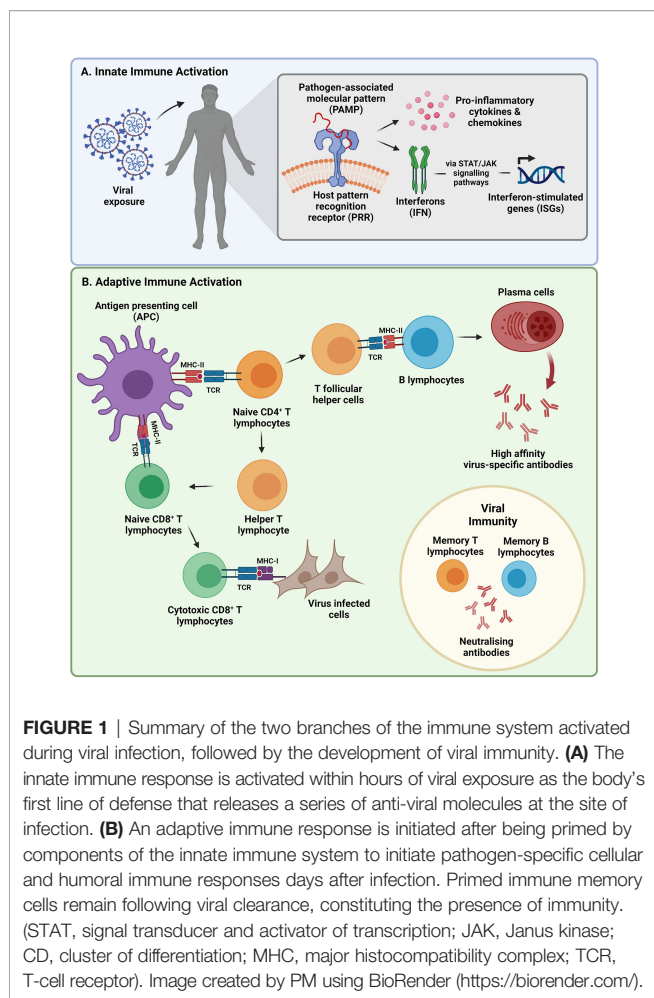 A. Innate Immune Activation
Viral
exposure
Pathogen-associated
molecular pattern
(PAMP)
Host pattern
recognition
receptor (PRR)
Pro-inflammatory
cytokines &
chemokines
Interferons
(IFN)
via STAT/JAK
signalling
pathways
Interferon-stimulated
genes (ISGs)
B. Adaptive Immune Activation
Antigen presenting cell
(APC)
MHC-II
TCR
Naive CD4⁺ T
lymphocytes
T follicular
helper cells
MHC-II
TCR
B lymphocytes
Plasma cells
High affinity
virus-specific antibodies
MHC-II
TCR
Naive CD8⁺ T
lymphocytes
Helper T
lymphocyte
Cytotoxic CD8⁺ T
lymphocytes
MHC-I
TCR
Virus infected
cells
Viral
Immunity
Memory T
lymphocytes
Memory B
lymphocytes
Neutralising
antibodies
FIGURE 1 | Summary of the two branches of the immune system activated
during viral infection, followed by the development of viral immunity. (A) The
innate immune response is activated within hours of viral exposure as the body's
first line of defense that releases a series of anti-viral molecules at the site of
infection. (B) An adaptive immune response is initiated after being primed by
components of the innate immune system to initiate pathogen-specific cellular
and humoral immune responses days after infection. Primed immune memory
cells remain following viral clearance, constituting the presence of immunity.
(STAT, signal transducer and activator of transcription; JAK, Janus kinase;
CD, cluster of differentiation; MHC, major histocompatibility complex; TCR,
T-cell receptor). Image created by PM using BioRender (https://biorender.com/).